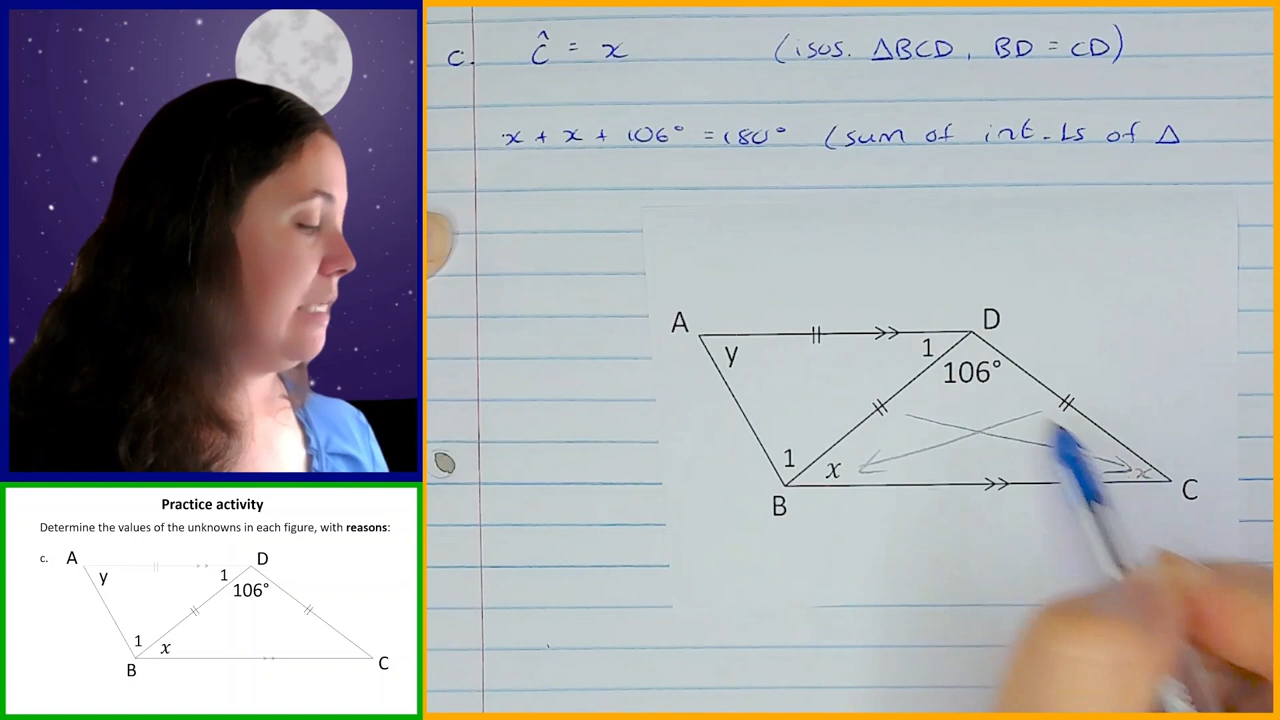 c. Ĉ = x (isos. ΔBCD, BD = CD)
x + x + 106° = 180° (sum of int. ∠s of Δ
A
D
y
1
106°
1
x
x
B
C
Practice activity
Determine the values of the unknowns in each figure, with reasons:
c.
A
D
y
1
106°
1
x
B
C